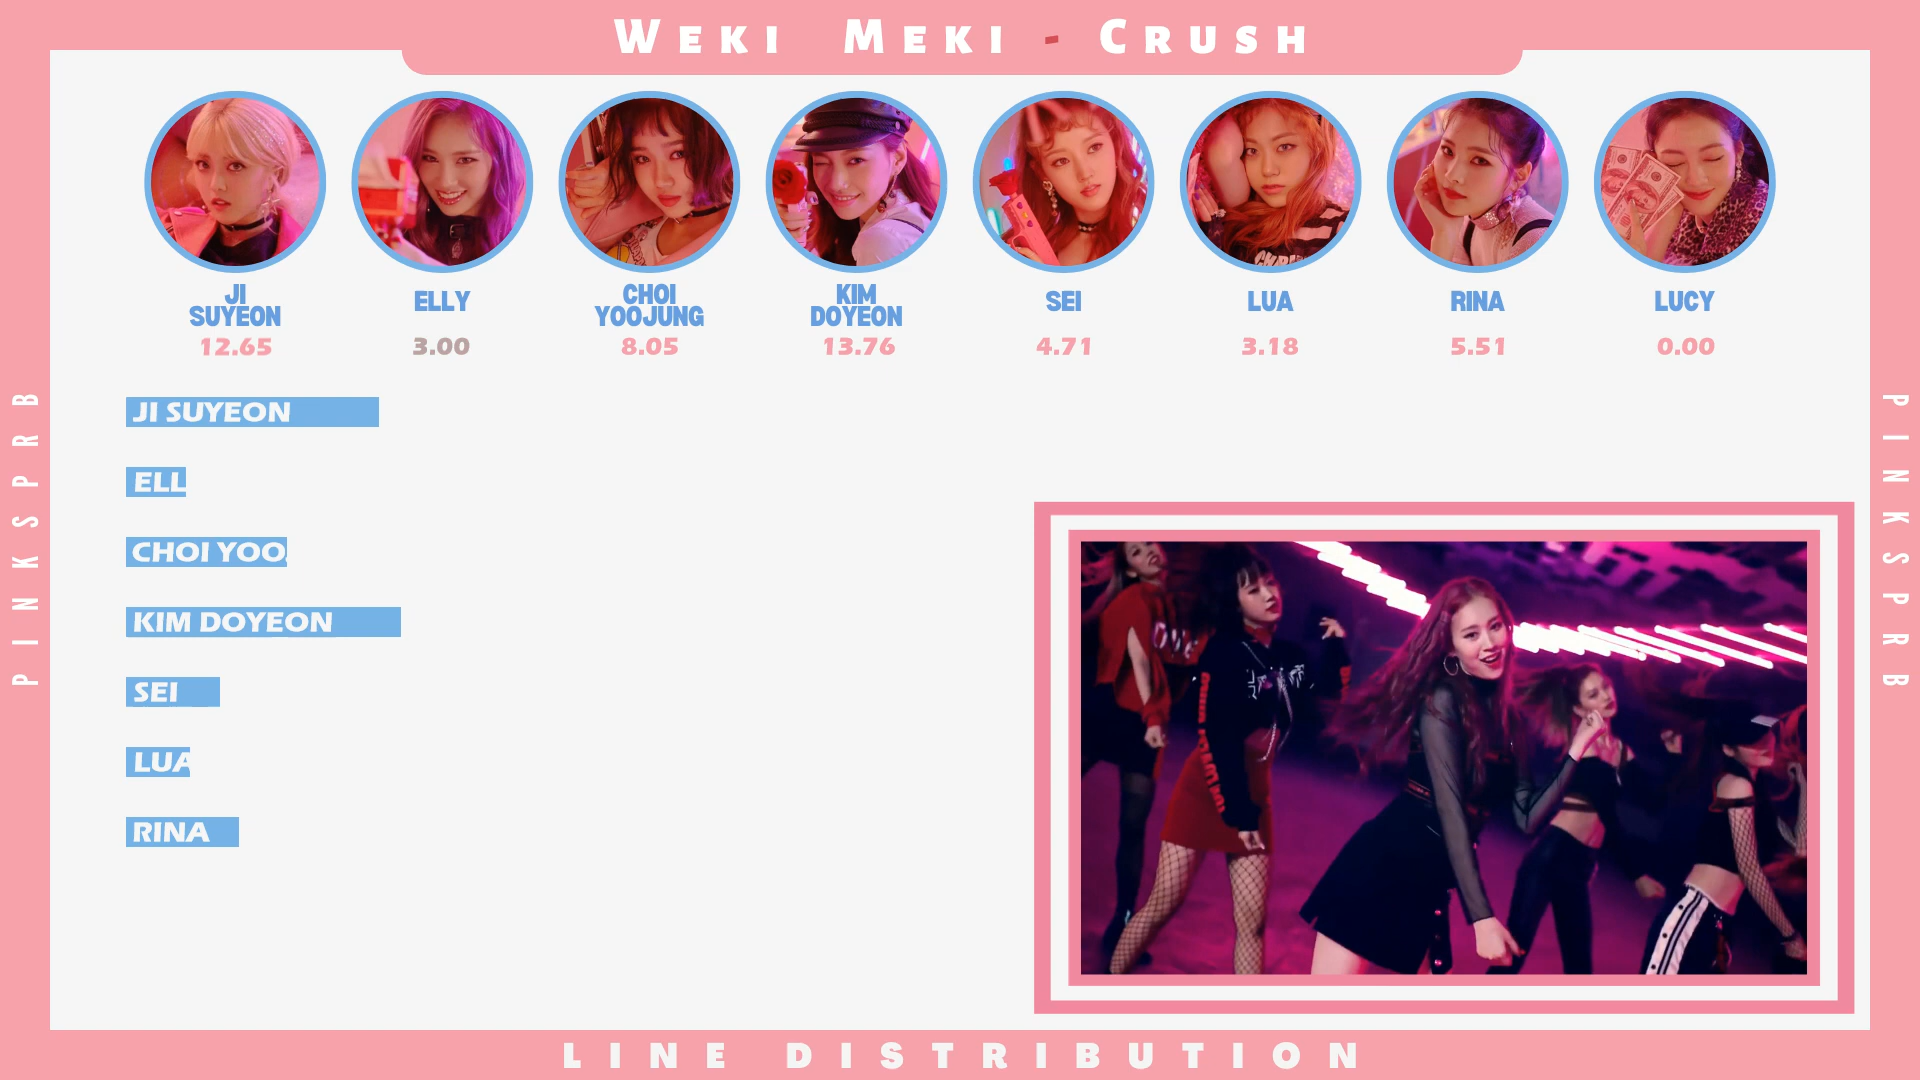 Weki Meki - Crush
JI SUYEON
ELLY
CHOI YOOJUNG
KIM DOYEON
SEI
LUA
RINA
LUCY
12.65
3.00
8.05
13.76
4.71
3.18
5.51
0.00
JI SUYEON
ELL
CHOI YOO
KIM DOYEON
SEI
LUA
RINA
PINKSPRB
PINKSPRB
LINE DISTRIBUTION